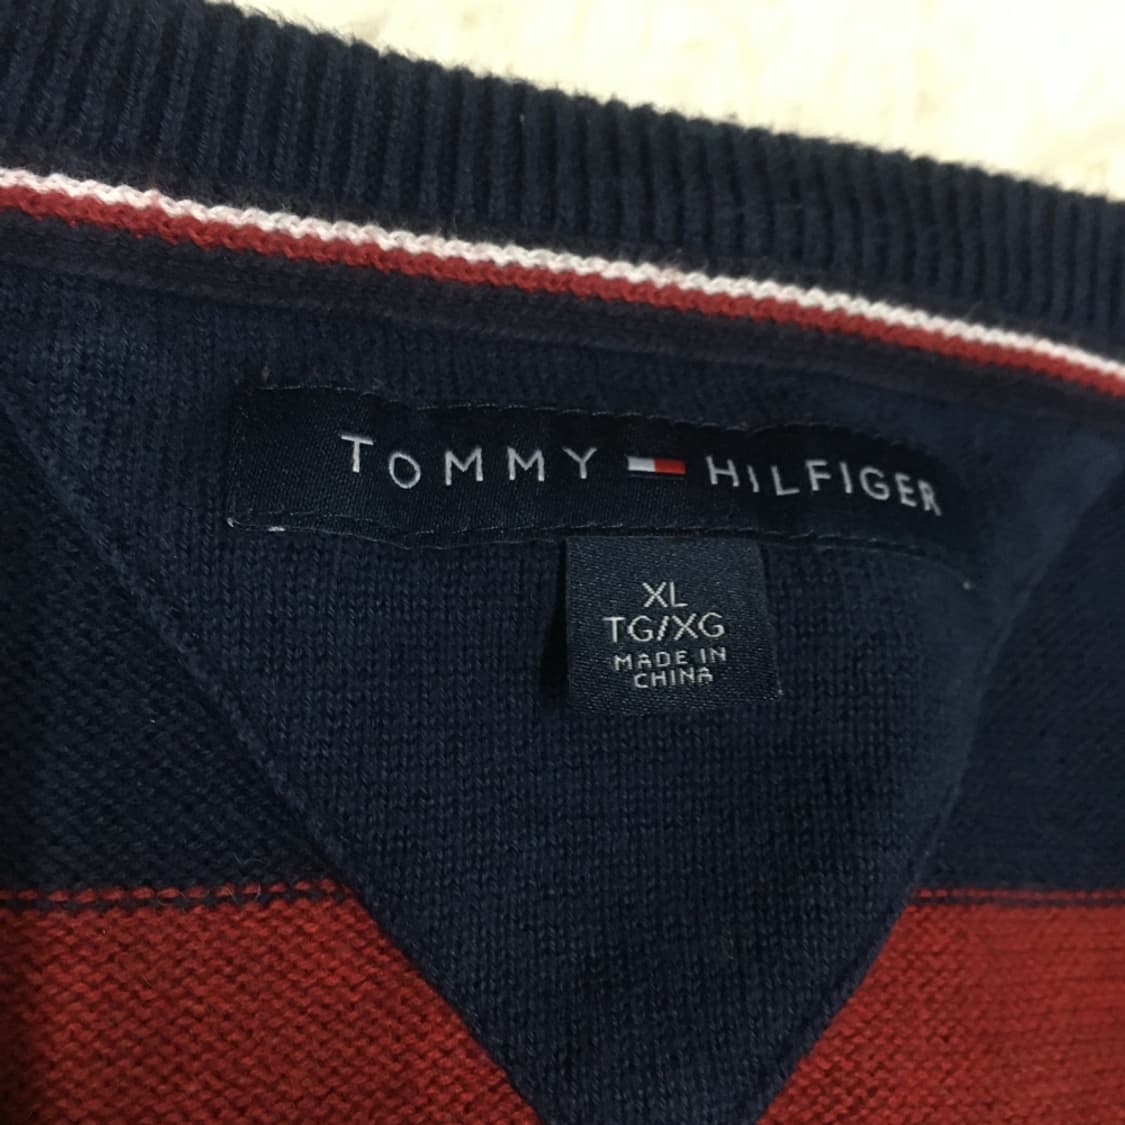 TOMMY HILFIGER
XL
TG/XG
MADE IN
CHINA